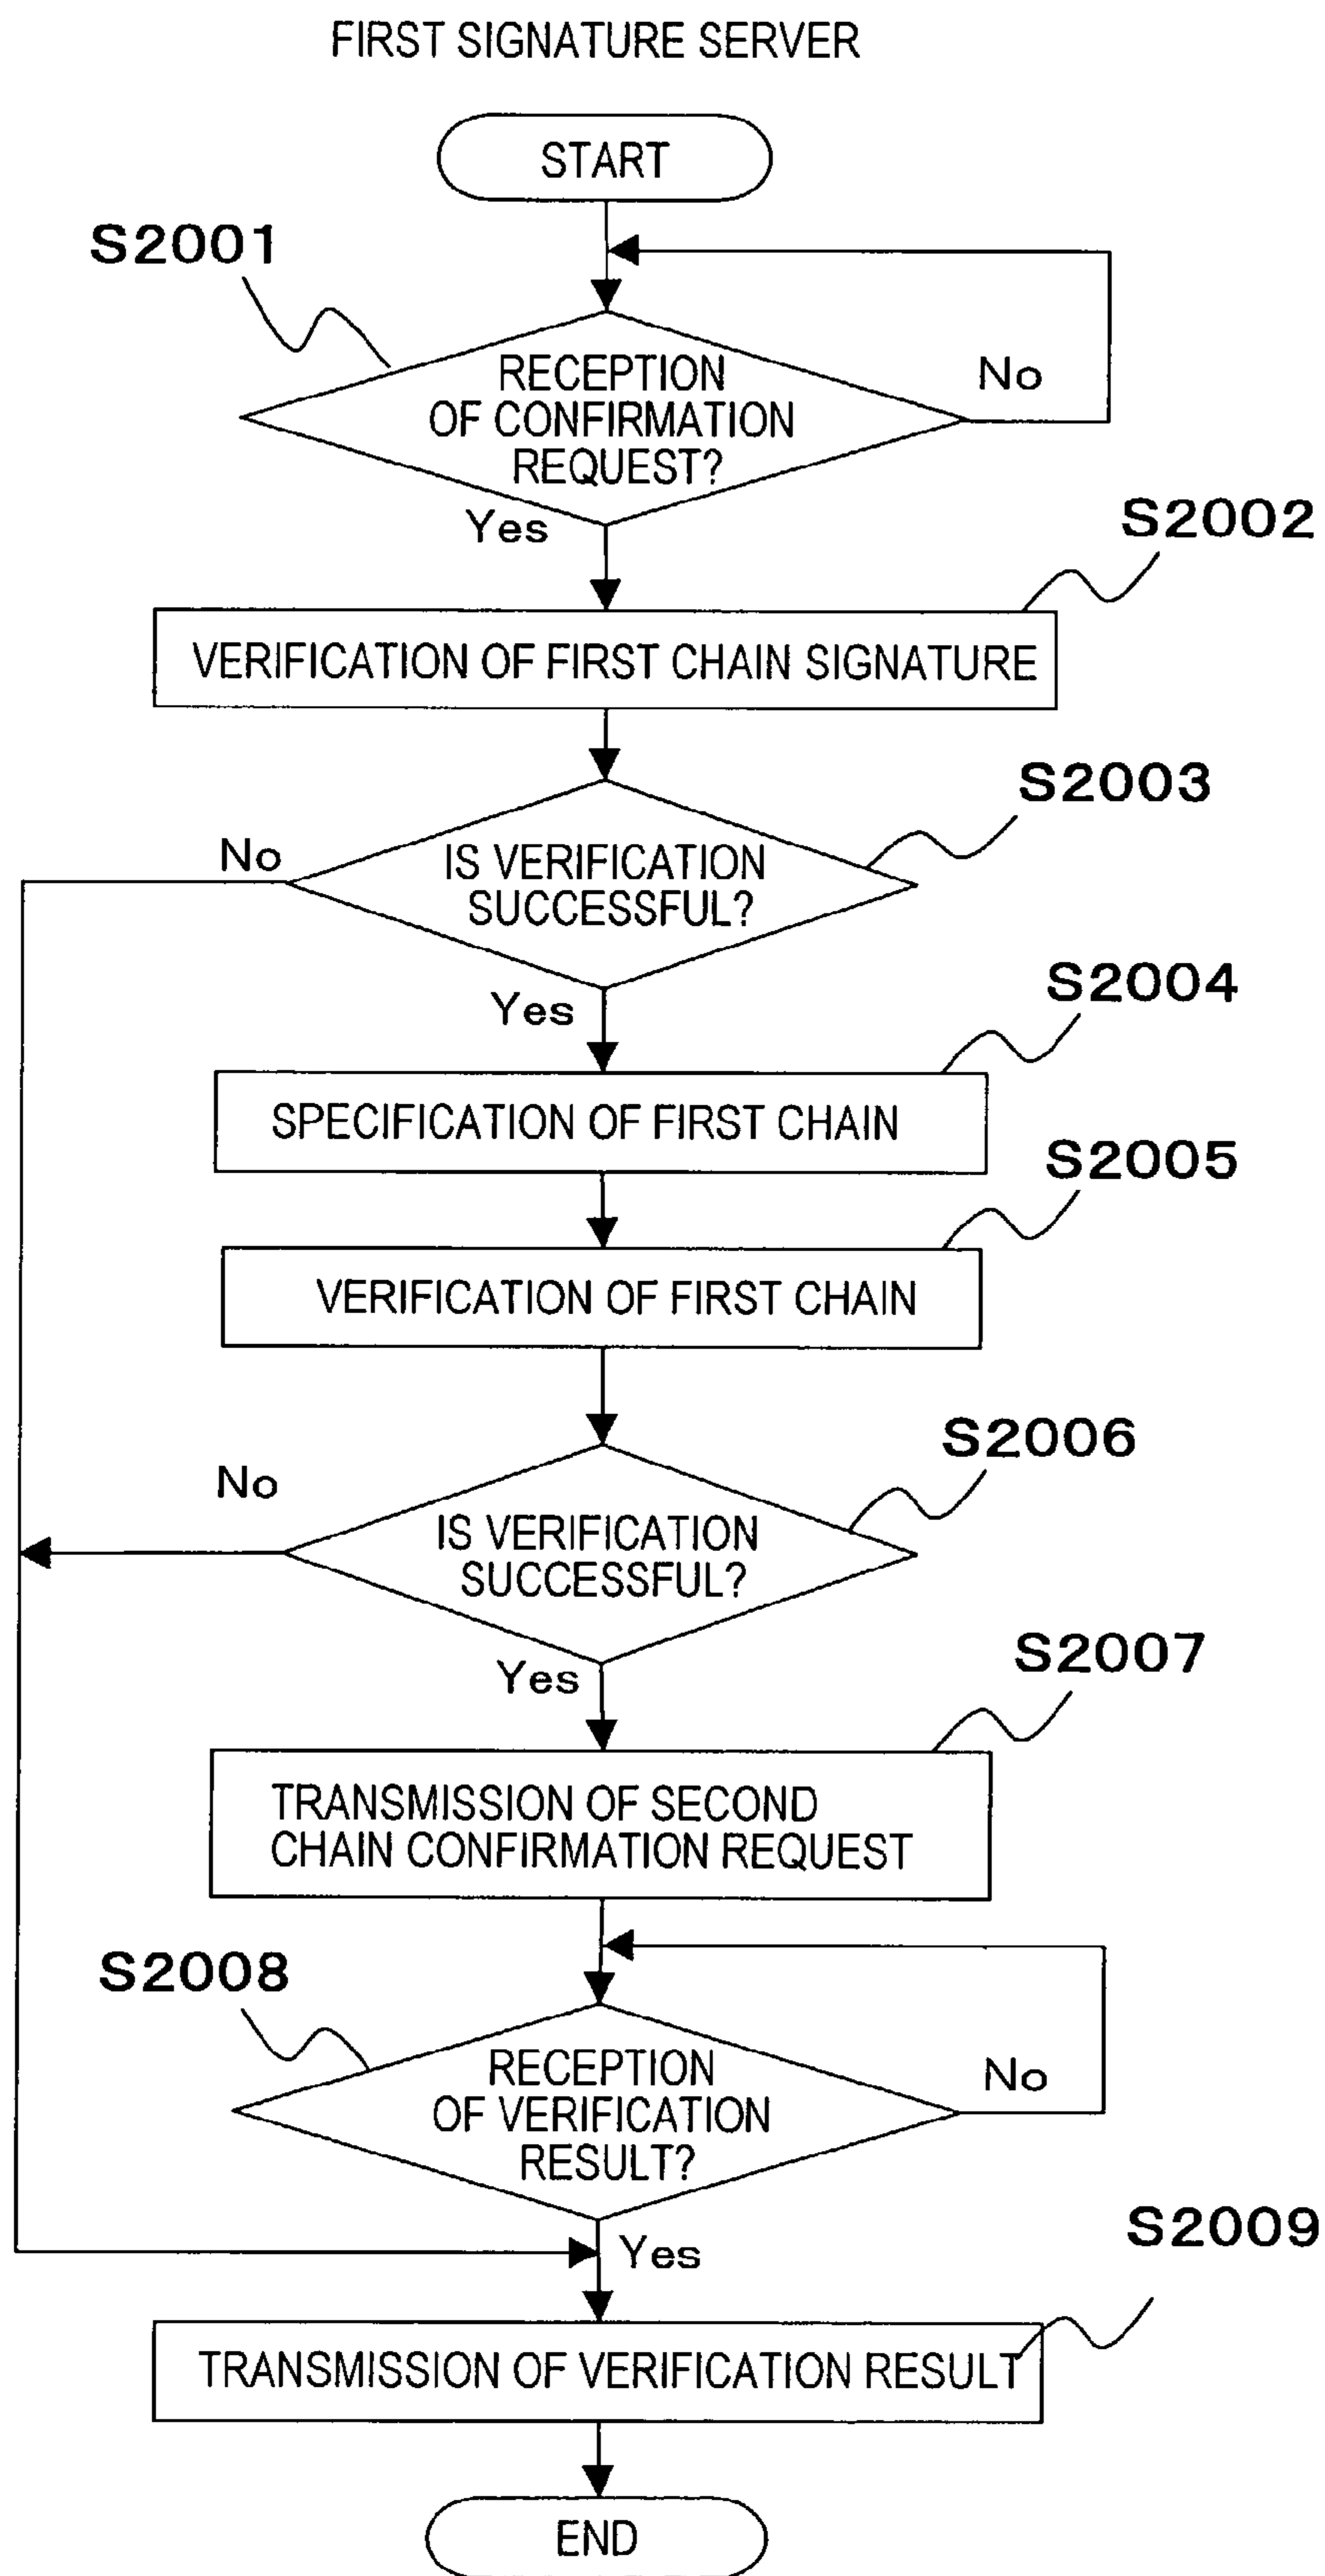 FIRST SIGNATURE SERVER
START
S2001
RECEPTION
OF CONFIRMATION
REQUEST?
No
Yes
S2002
VERIFICATION OF FIRST CHAIN SIGNATURE
S2003
No
IS VERIFICATION
SUCCESSFUL?
Yes
S2004
SPECIFICATION OF FIRST CHAIN
S2005
VERIFICATION OF FIRST CHAIN
S2006
No
IS VERIFICATION
SUCCESSFUL?
Yes
S2007
TRANSMISSION OF SECOND
CHAIN CONFIRMATION REQUEST
S2008
RECEPTION
OF VERIFICATION
RESULT?
No
Yes
S2009
TRANSMISSION OF VERIFICATION RESULT
END